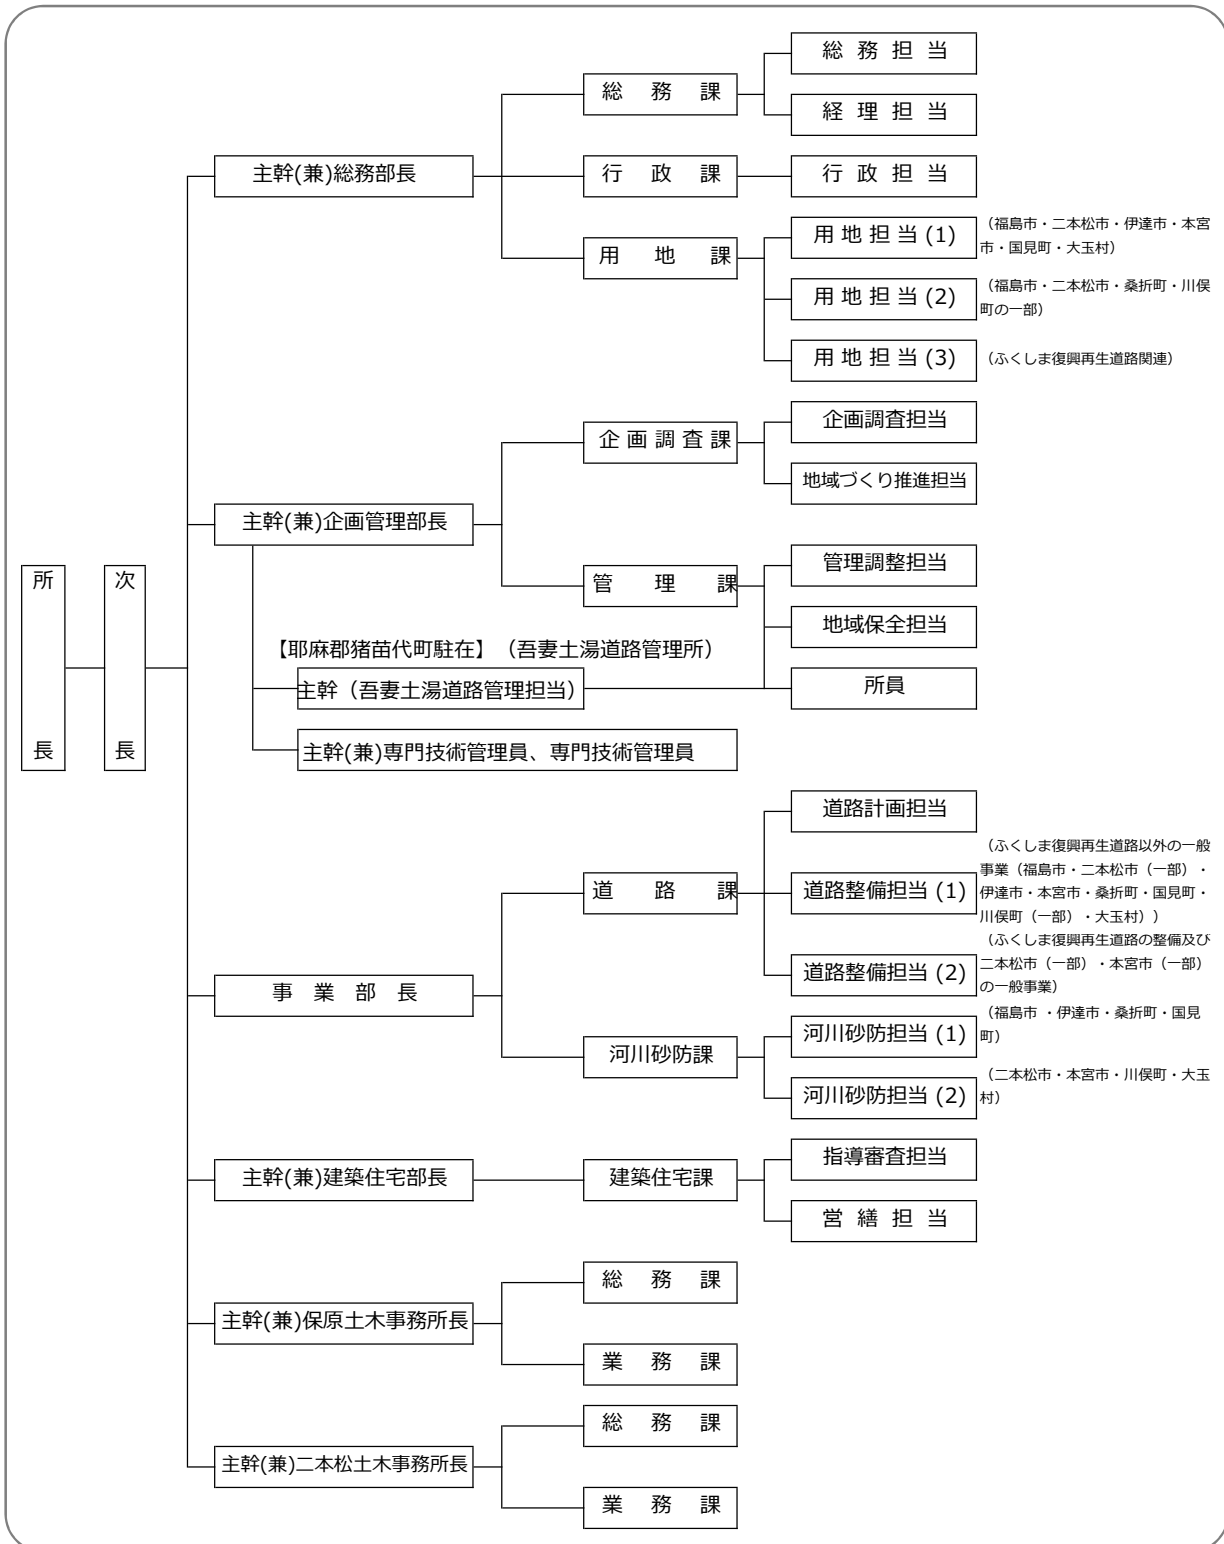 総 務 担 当
総 務 課
経 理 担 当
主幹(兼)総務部長
行 政 課
行 政 担 当
用 地 課
用 地 担 当 (1)
（福島市・二本松市・伊達市・本宮
市・国見町・大玉村）
用 地 担 当 (2)
（福島市・二本松市・桑折町・川俣
町の一部）
用 地 担 当 (3)
（ふくしま復興再生道路関連）
企画調査担当
企 画 調 査 課
地域づくり推進担当
主幹(兼)企画管理部長
管理調整担当
管 理 課
地域保全担当
所長
次長
【耶麻郡猪苗代町駐在】（吾妻土湯道路管理所）
主幹（吾妻土湯道路管理担当）
所員
主幹(兼)専門技術管理員、専門技術管理員
道路計画担当
道 路 課
道路整備担当 (1)
（ふくしま復興再生道路以外の一般
事業（福島市・二本松市（一部）・
伊達市・本宮市・桑折町・国見町・
川俣町（一部）・大玉村））
道路整備担当 (2)
（ふくしま復興再生道路の整備及び
二本松市（一部）・本宮市（一部）
の一般事業）
事 業 部 長
河川砂防担当 (1)
（福島市 ・伊達市・桑折町・国見
町）
河川砂防課
河川砂防担当 (2)
（二本松市・本宮市・川俣町・大玉
村）
指導審査担当
主幹(兼)建築住宅部長
建築住宅課
営 繕 担 当
総 務 課
主幹(兼)保原土木事務所長
業 務 課
総 務 課
主幹(兼)二本松土木事務所長
業 務 課